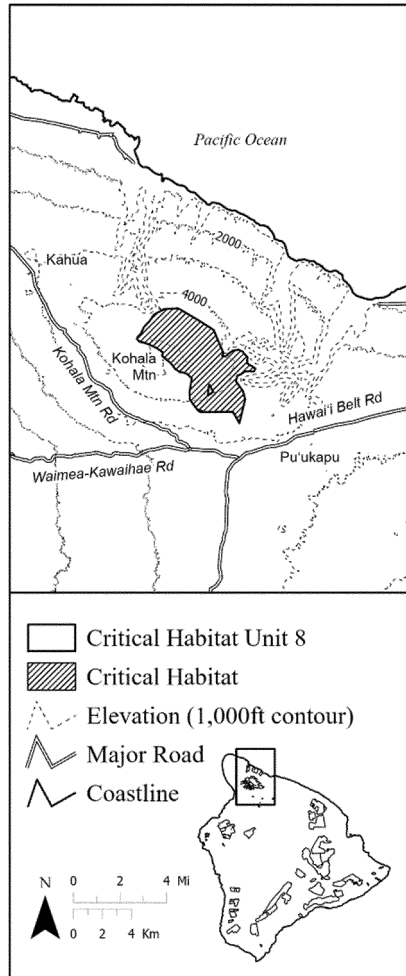 Pacific Ocean
2000
Kahua
4000
Kohala
Mtn
Kohala Mtn Rd
Hawai'i Belt Rd
Waimea-Kawaihae Rd
Pu'ukapu
Critical Habitat Unit 8
Critical Habitat
Elevation (1,000ft contour)
Major Road
Coastline
N
0 2 4 Mi
0 2 4 Km